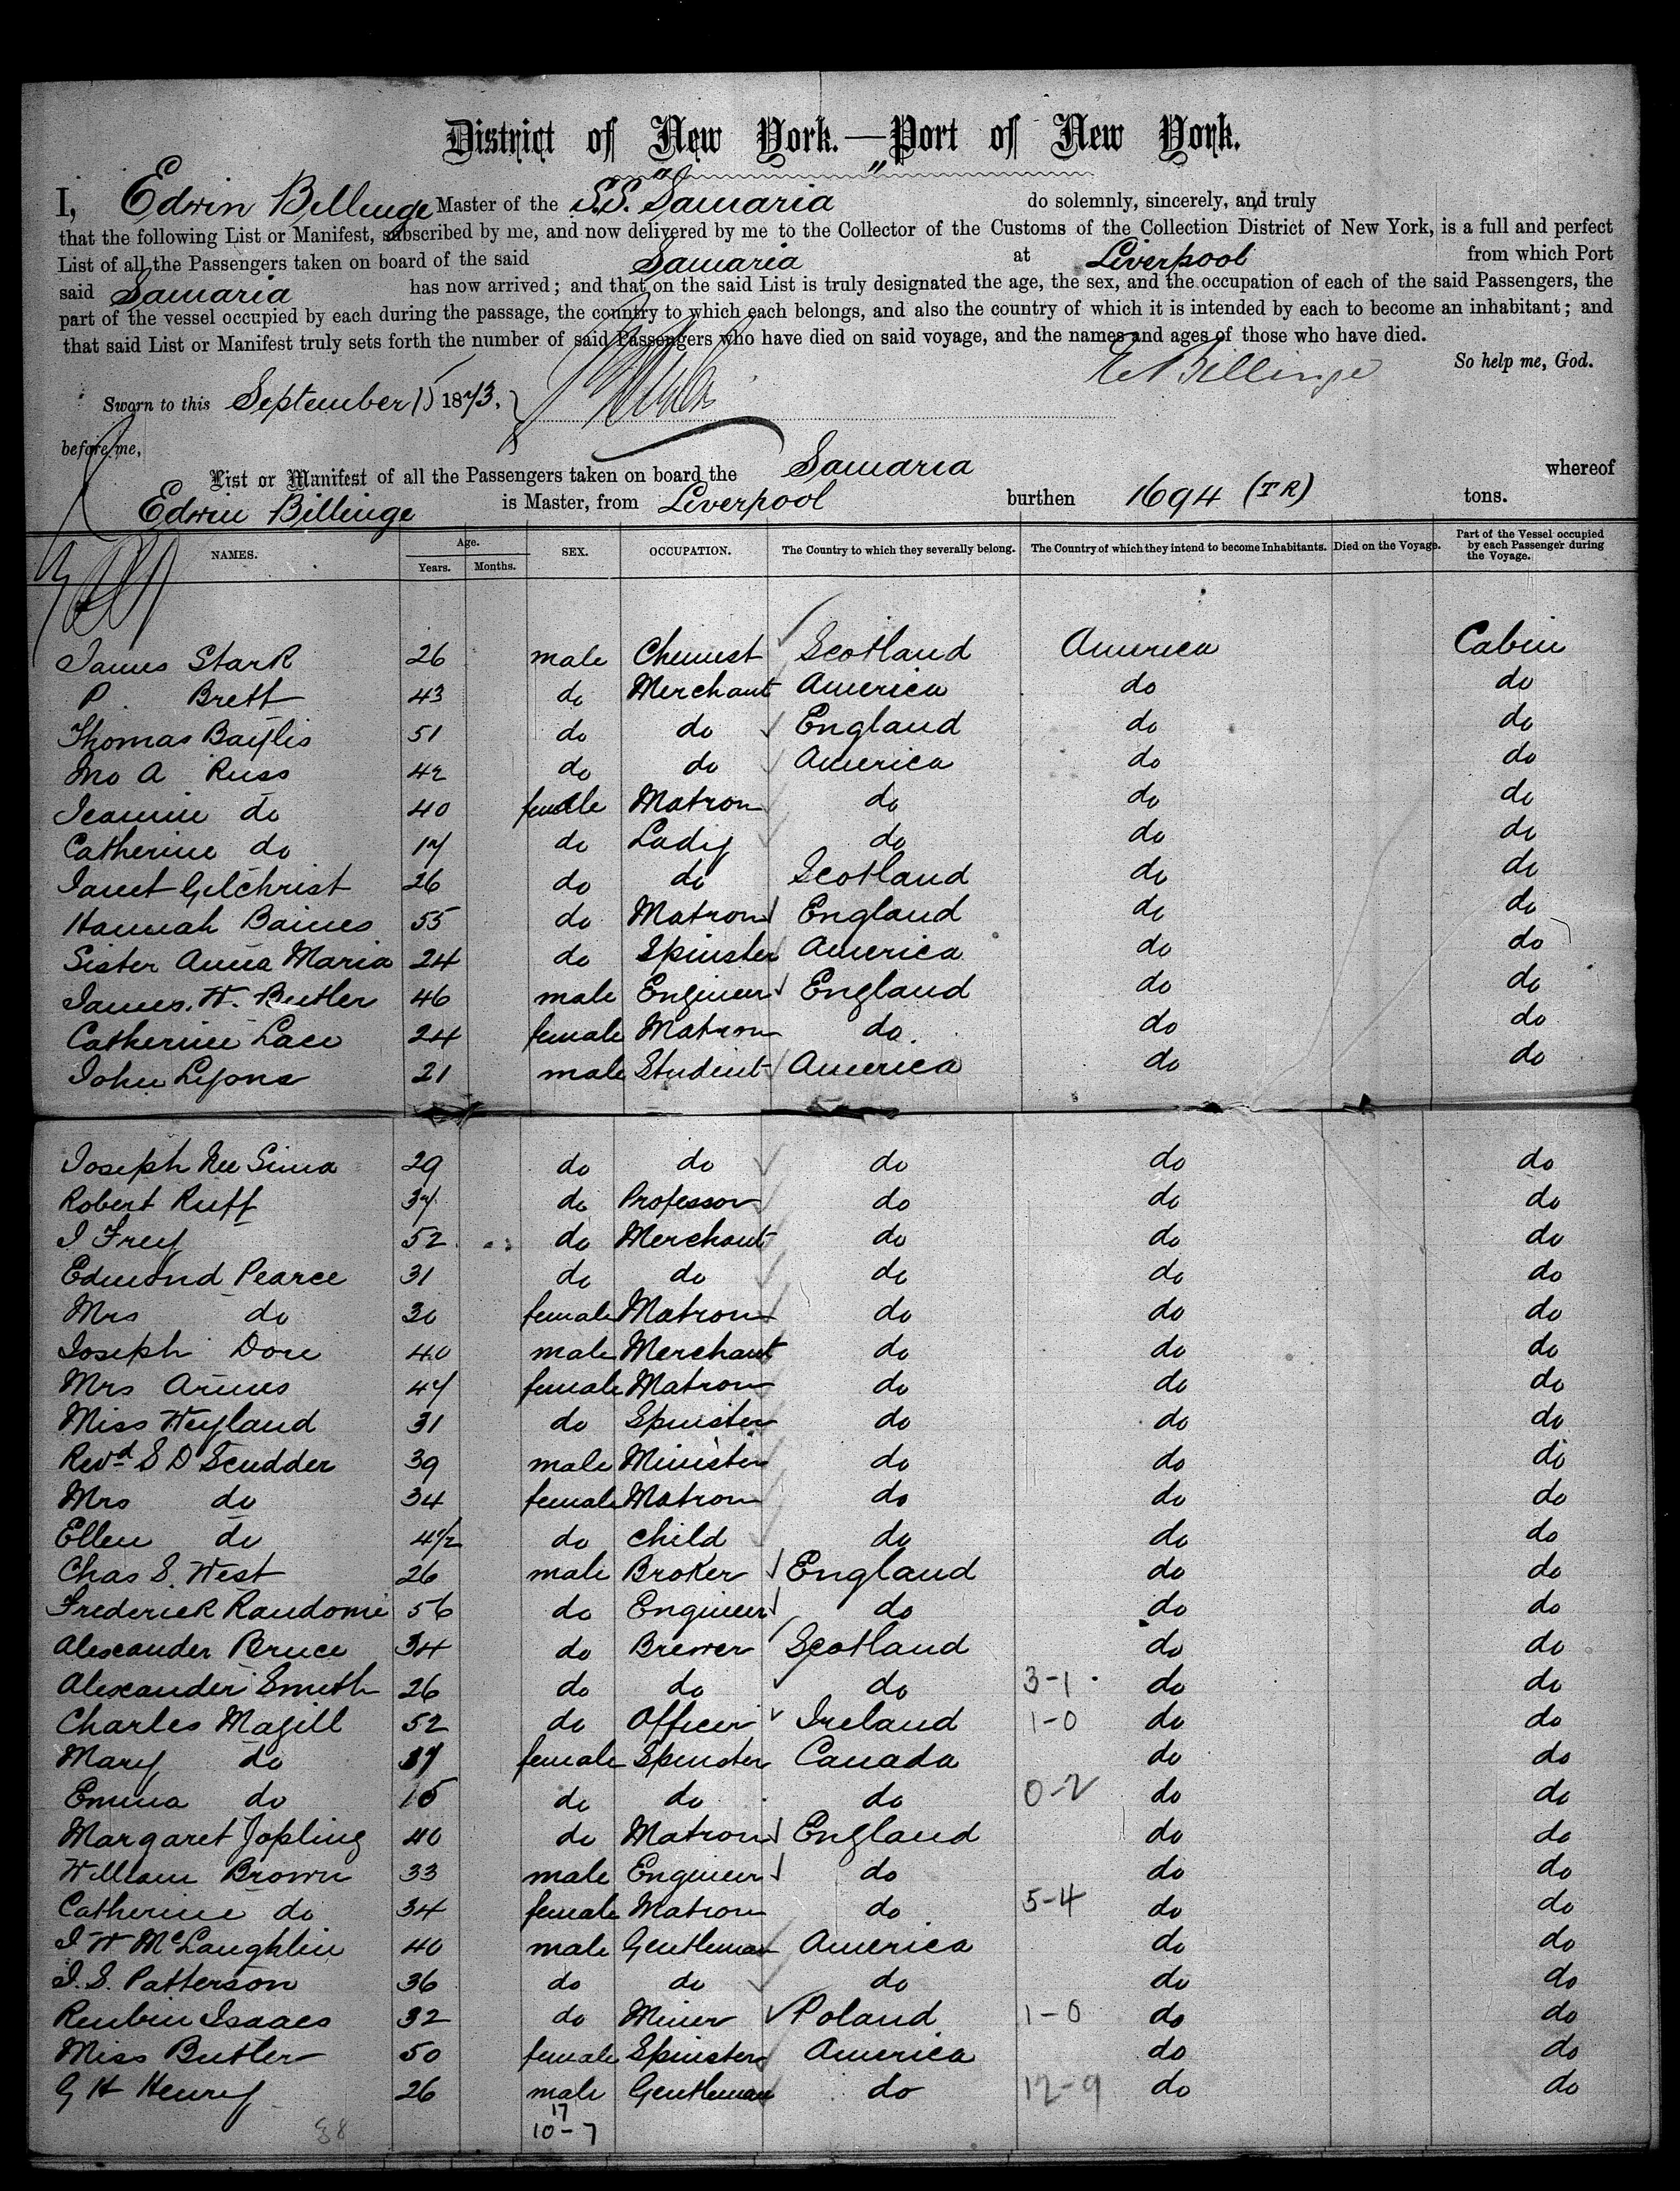 District of New York.—Port of New York.
I, Edwin Billinge Master of the S.S. "Samaria" do solemnly, sincerely, and truly
that the following List or Manifest, subscribed by me, and now delivered by me to the Collector of the Customs of the Collection District of New York, is a full and perfect
List of all the Passengers taken on board of the said Samaria at Liverpool from which Port
said Samaria has now arrived; and that on the said List is truly designated the age, the sex, and the occupation of each of the said Passengers, the
part of the vessel occupied by each during the passage, the country to which each belongs, and also the country of which it is intended by each to become an inhabitant; and
that said List or Manifest truly sets forth the number of said Passengers who have died on said voyage, and the names and ages of those who have died.
So help me, God.
E Billinge
Sworn to this September 15 1873.
before me,
List or Manifest of all the Passengers taken on board the Samaria whereof
Edwin Billinge is Master, from Liverpool burthen 1694 (TR) tons.
NAMES. Age. Years. Months. SEX. OCCUPATION. The Country to which they severally belong. The Country of which they intend to become Inhabitants. Died on the Voyage. Part of the Vessel occupied by each Passenger during the Voyage.
James Stark 26 male Chemist Scotland America Cabin
P. Brett 43 do Merchant America do do
Thomas Baylis 51 do do England do do
Jno A Russ 42 do do America do do
Jeannie do 40 female Matron do do do
Catherine do 17 do Lady do do do
Janet Gilchrist 26 do do Scotland do do
Hannah Baines 55 do Matron England do do
Sister Anna Maria 24 do Spinster America do do
James. W. Butler 46 male Engineer England do do
Catherine Lace 24 female Matron do. do do
John Lyons 21 male Student America do do
Joseph Nee Sima 29 do do do do do
Robert Ruff 37 do Professor do do do
J Frey 52 do Merchant do do do
Edmond Pearce 31 do do do do do
Mrs do 30 female Matron do do do
Joseph Dore 40 male Merchant do do do
Mrs Armes 47 female Matron do do do
Miss Weyland 31 do Spinster do do do
Revd S D Scudder 39 male Minister do do do
Mrs do 34 female Matron do do do
Ellen do 4½ do child do do do
Chas S. West 26 male Broker England do do
Frederick Randome 56 do Engineer do do do
Alexander Bruce 34 do Brewer Scotland do do
Alexander Smith 26 do do do 3-1 do do
Charles Magill 52 do Officer Ireland 1-0 do do
Mary do 17 female Spinster Canada do do
Emma do 15 do do do 0-2 do do
Margaret Jopling 40 do Matron England do do
William Brown 33 male Engineer do do do
Catherine do 34 female Matron do 5-4 do do
J W McLaughlin 40 male Gentleman America do do
J. S. Patterson 36 do do do do do
Reuben Isaacs 32 do Miner Poland 1-0 do do
Miss Butler 50 female Spinster America do do
G H Henry 26 male Gentleman do 12-9 do do
38 17
10-7